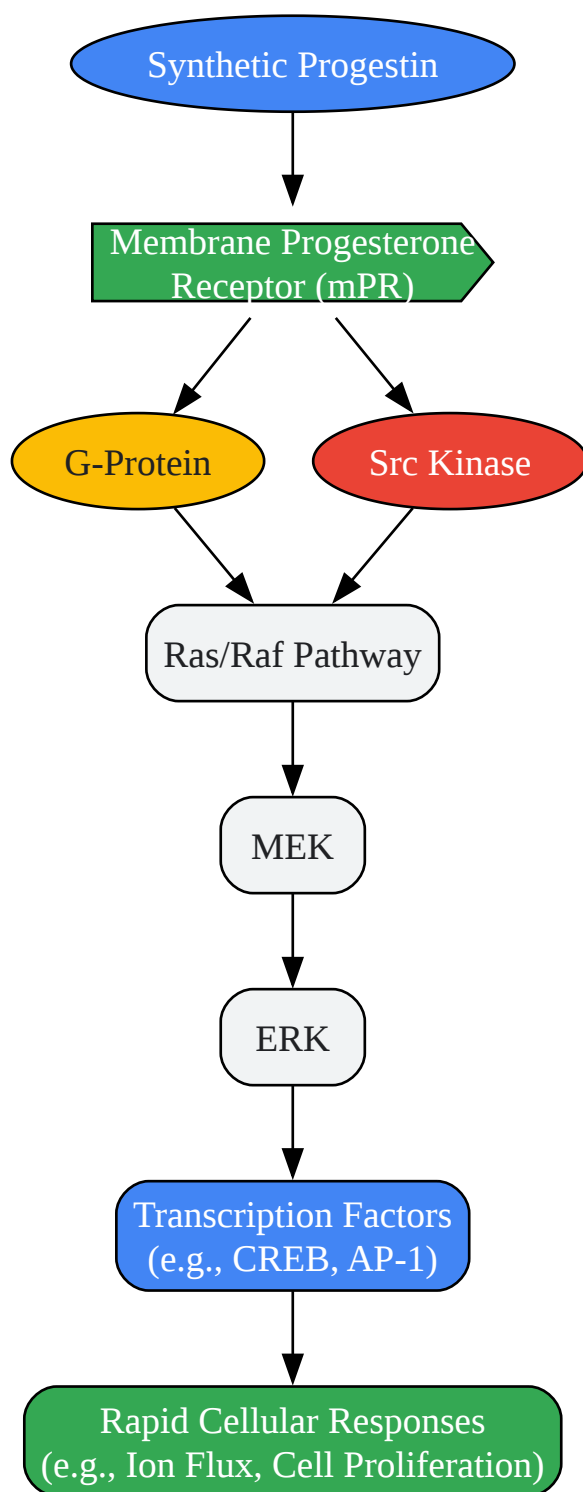 Synthetic Progestin
Membrane Progesterone
Receptor (mPR)
G-Protein
Src Kinase
Ras/Raf Pathway
MEK
ERK
Transcription Factors
(e.g., CREB, AP-1)
Rapid Cellular Responses
(e.g., Ion Flux, Cell Proliferation)